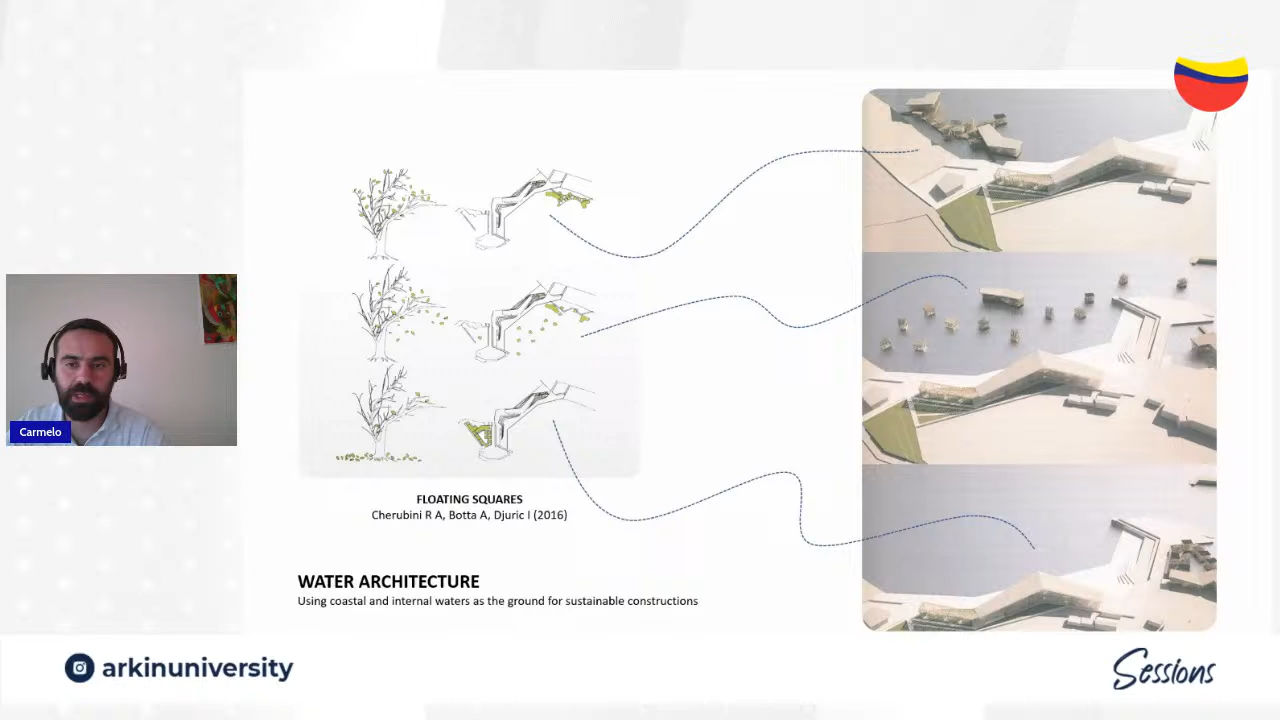 Carmelo
FLOATING SQUARES
Cherubini R A, Botta A, Djuric I (2016)
WATER ARCHITECTURE
Using coastal and internal waters as the ground for sustainable constructions
arkinuniversity
Sessions